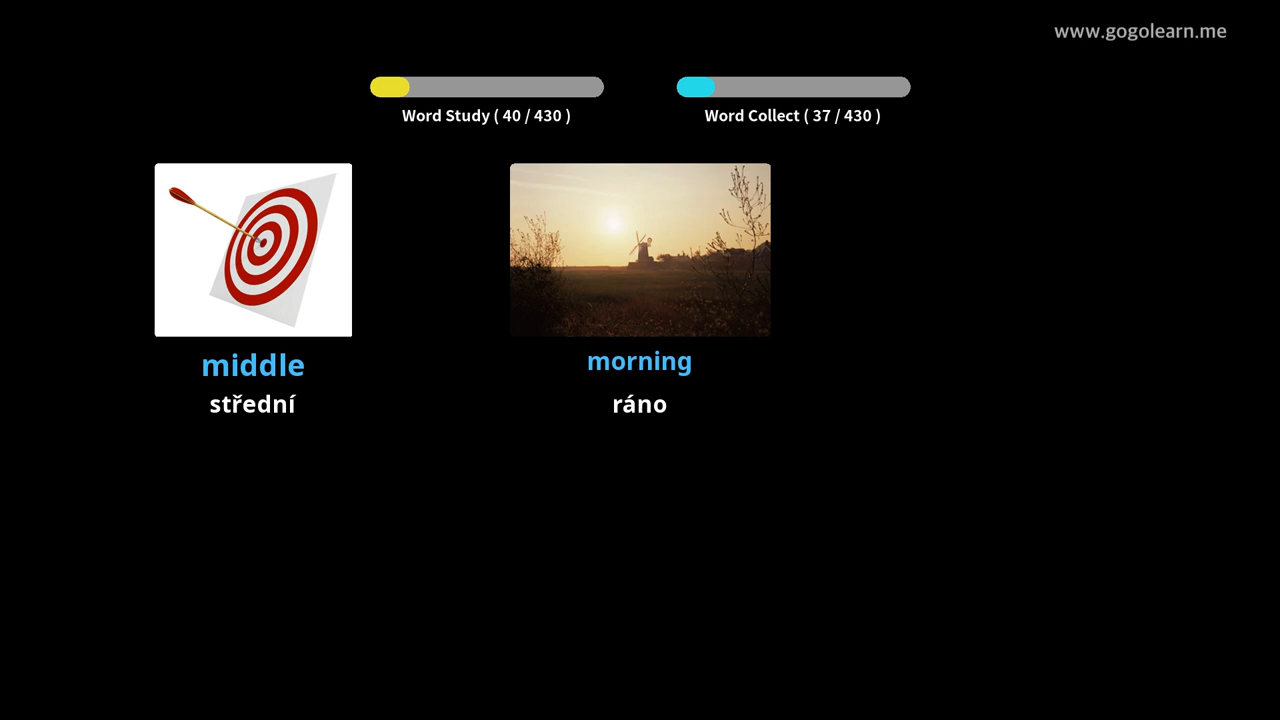 www.gogolearn.me
Word Study ( 40 / 430 )
Word Collect ( 37 / 430 )
middle
střední
morning
ráno